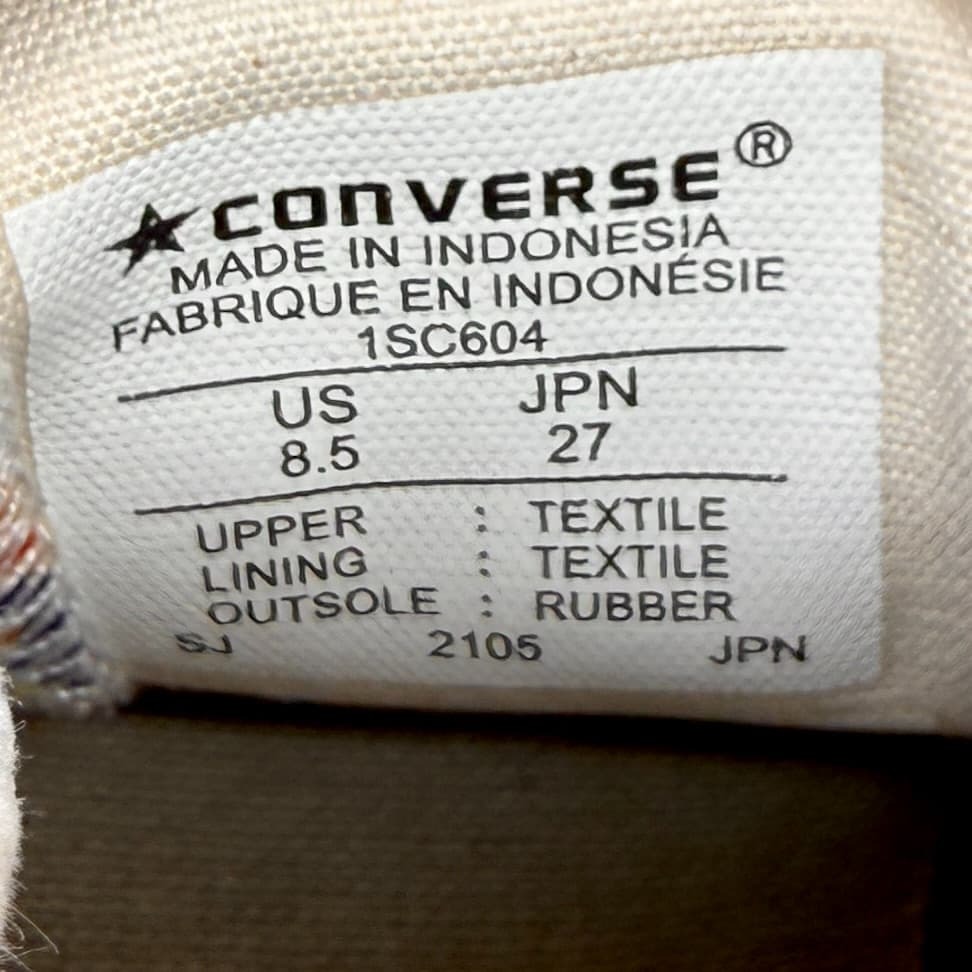 CONVERSE®
MADE IN INDONESIA
FABRIQUE EN INDONÉSIE
1SC604
US JPN
8.5 27
UPPER : TEXTILE
LINING : TEXTILE
OUTSOLE : RUBBER
SJ 2105 JPN